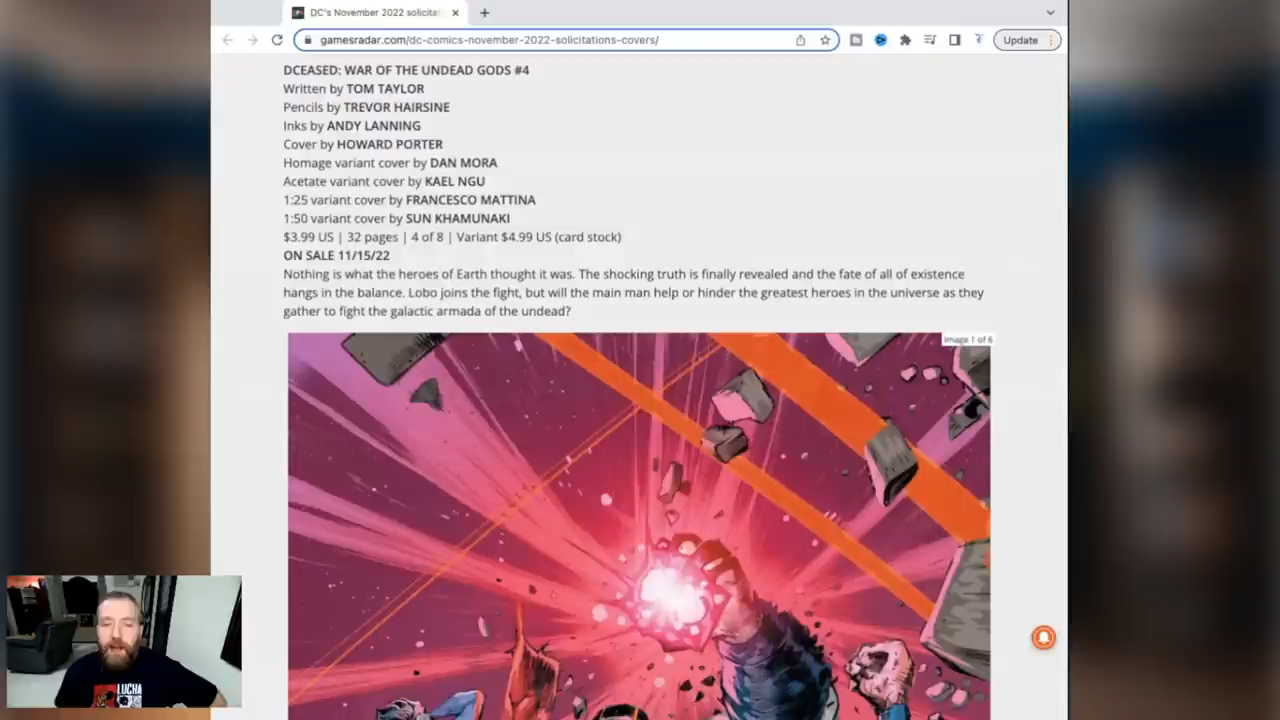 DC's November 2022 solicitat
gamesradar.com/dc-comics-november-2022-solicitations-covers/
Update
DCEASED: WAR OF THE UNDEAD GODS #4
Written by TOM TAYLOR
Pencils by TREVOR HAIRSINE
Inks by ANDY LANNING
Cover by HOWARD PORTER
Homage variant cover by DAN MORA
Acetate variant cover by KAEL NGU
1:25 variant cover by FRANCESCO MATTINA
1:50 variant cover by SUN KHAMUNAKI
$3.99 US | 32 pages | 4 of 8 | Variant $4.99 US (card stock)
ON SALE 11/15/22
Nothing is what the heroes of Earth thought it was. The shocking truth is finally revealed and the fate of all of existence
hangs in the balance. Lobo joins the fight, but will the main man help or hinder the greatest heroes in the universe as they
gather to fight the galactic armada of the undead?
Image 1 of 6
LUCHA